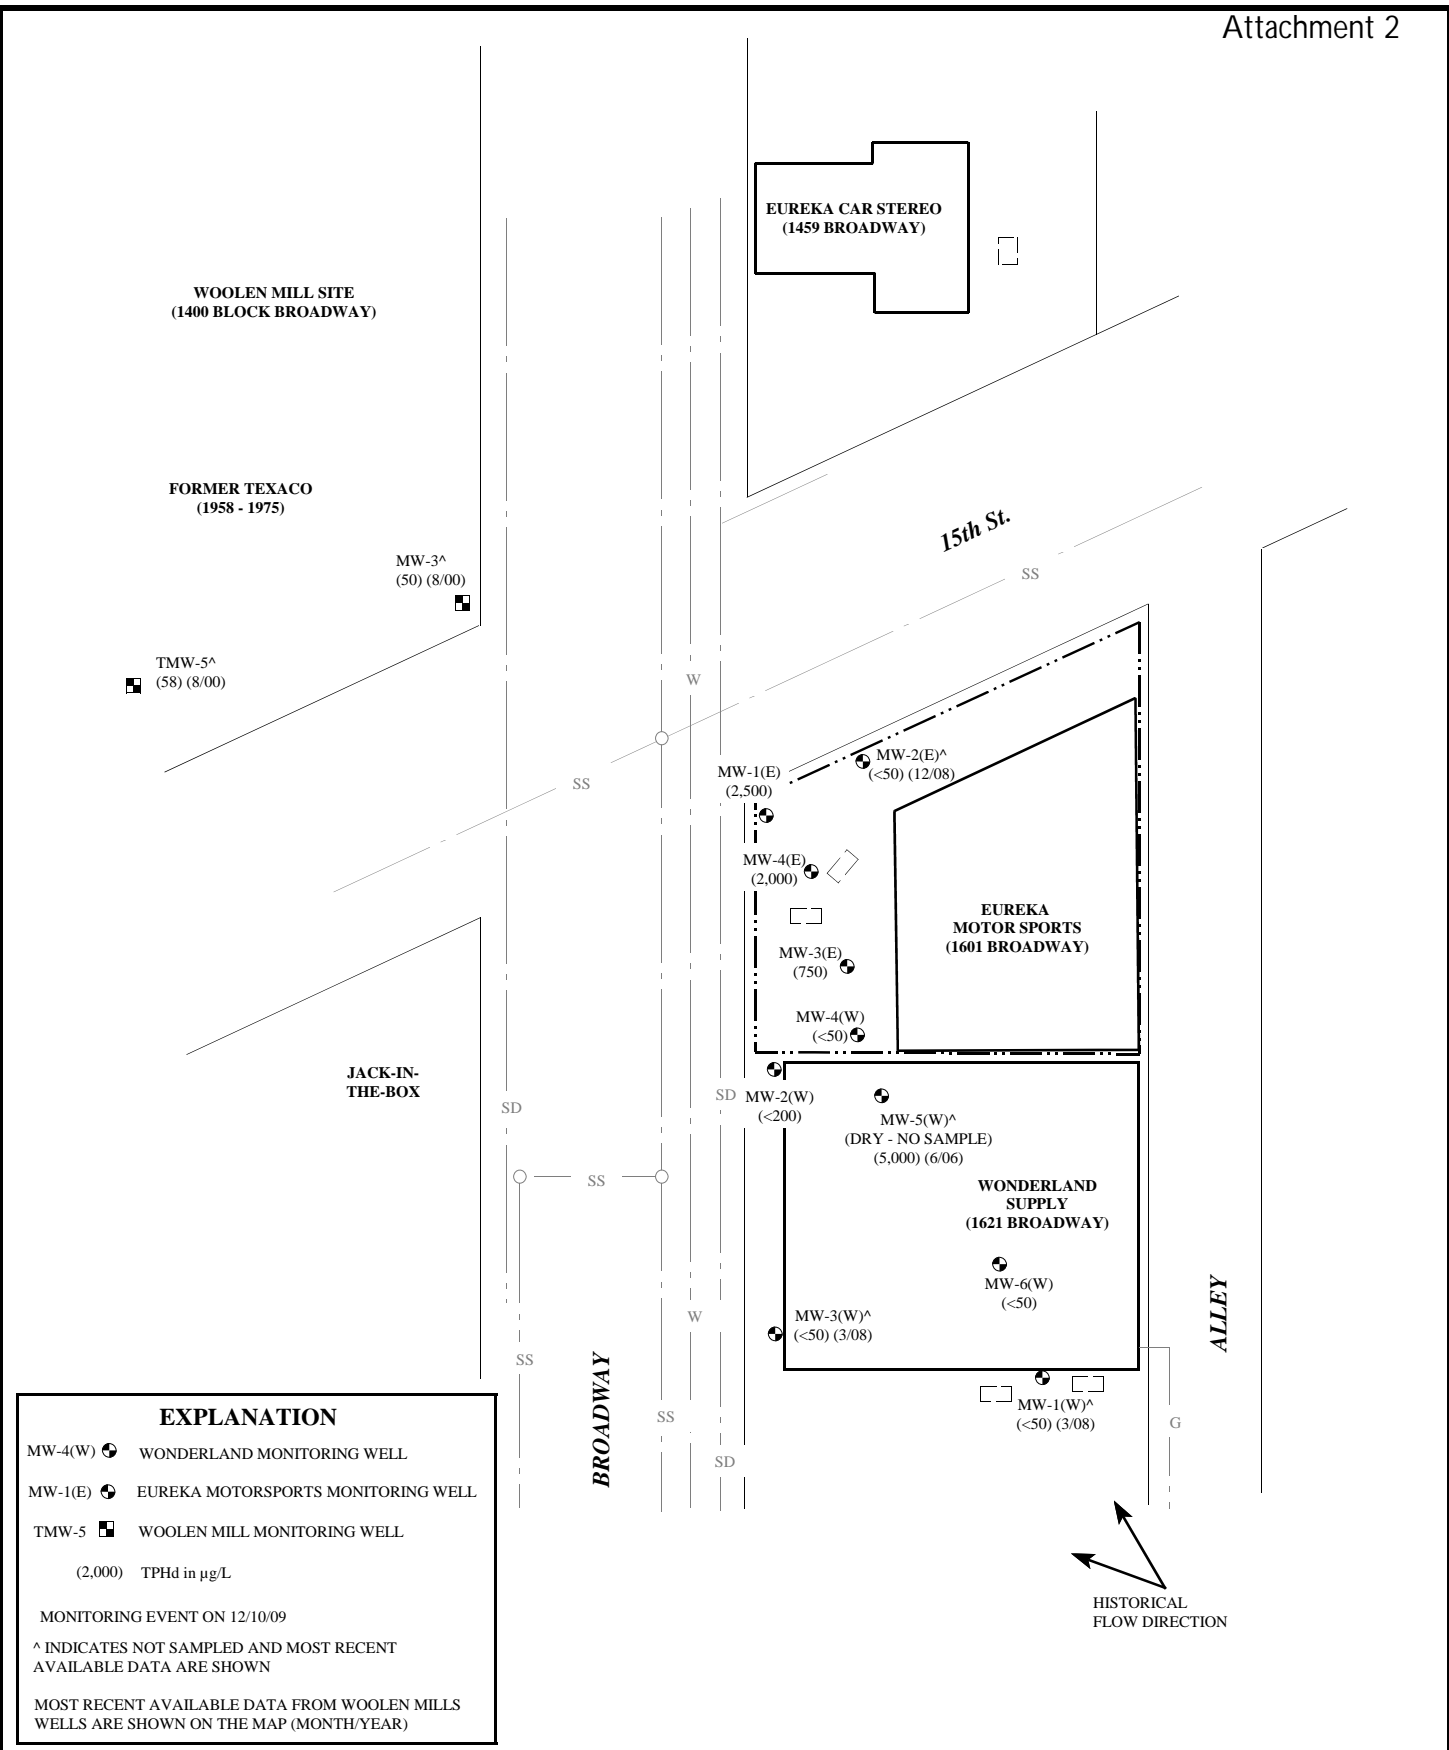 Attachment 2
EUREKA CAR STEREO
(1459 BROADWAY)
WOOLEN MILL SITE
(1400 BLOCK BROADWAY)
FORMER TEXACO
(1958 - 1975)
15th St.
SS
MW-3^
(50) (8/00)
TMW-5^
(58) (8/00)
W
SS
MW-2(E)^
(<50) (12/08)
MW-1(E)
(2,500)
MW-4(E)
(2,000)
EUREKA
MOTOR SPORTS
(1601 BROADWAY)
MW-3(E)
(750)
MW-4(W)
(<50)
JACK-IN-
THE-BOX
SD
SD
MW-2(W)
(<200)
MW-5(W)^
(DRY - NO SAMPLE)
(5,000) (6/06)
SS
WONDERLAND
SUPPLY
(1621 BROADWAY)
MW-6(W)
(<50)
W
MW-3(W)^
(<50) (3/08)
ALLEY
SS
BROADWAY
SS
MW-1(W)^
(<50) (3/08)
G
SD
EXPLANATION
MW-4(W) WONDERLAND MONITORING WELL
MW-1(E) EUREKA MOTORSPORTS MONITORING WELL
TMW-5 WOOLEN MILL MONITORING WELL
(2,000) TPHd in µg/L
MONITORING EVENT ON 12/10/09
^ INDICATES NOT SAMPLED AND MOST RECENT
AVAILABLE DATA ARE SHOWN
MOST RECENT AVAILABLE DATA FROM WOOLEN MILLS
WELLS ARE SHOWN ON THE MAP (MONTH/YEAR)
HISTORICAL
FLOW DIRECTION